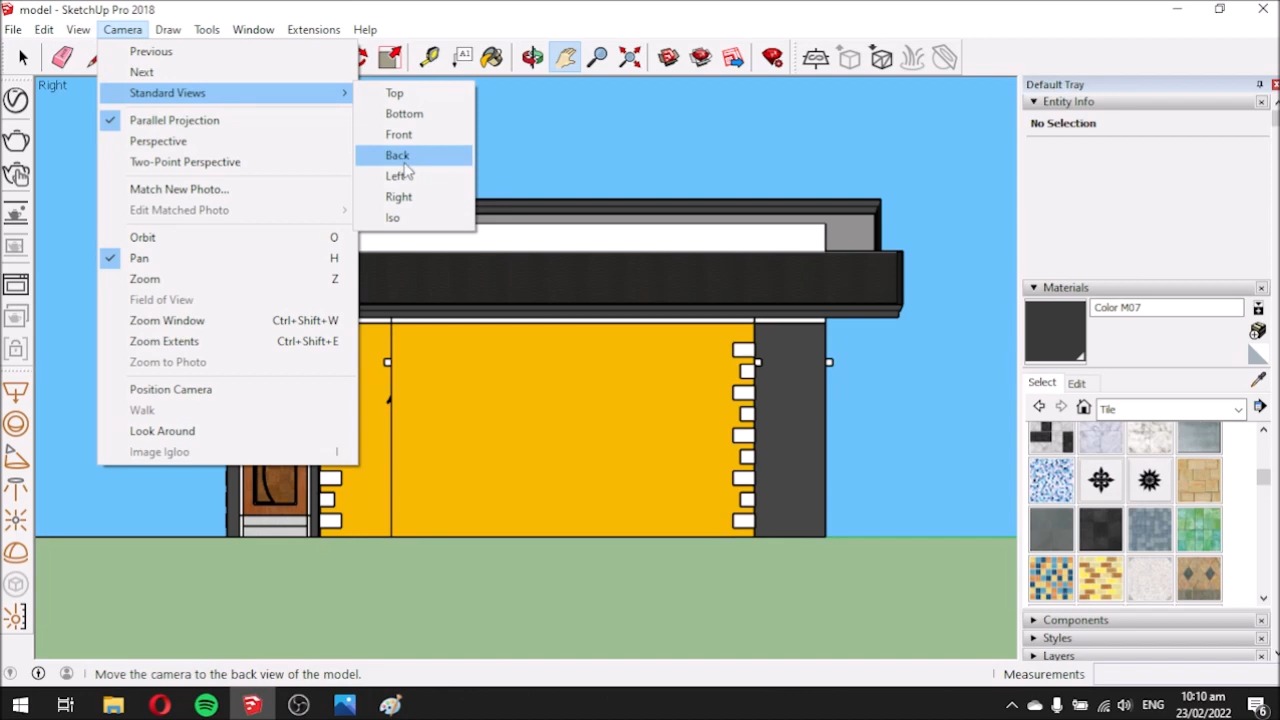 model - SketchUp Pro 2018
File Edit View Camera Draw Tools Window Extensions Help
Previous
Next
Standard Views
Parallel Projection
Perspective
Two-Point Perspective
Match New Photo...
Edit Matched Photo
Orbit O
Pan H
Zoom Z
Field of View
Zoom Window Ctrl+Shift+W
Zoom Extents Ctrl+Shift+E
Zoom to Photo
Position Camera
Walk
Look Around
Image Igloo I
Top
Bottom
Front
Back
Left
Right
Iso
Right
A1
Default Tray
Entity Info
No Selection
Materials
Color M07
Select Edit
Tile
Components
Styles
Layers
Move the camera to the back view of the model.
Measurements
ENG
10:10 am
23/02/2022
6